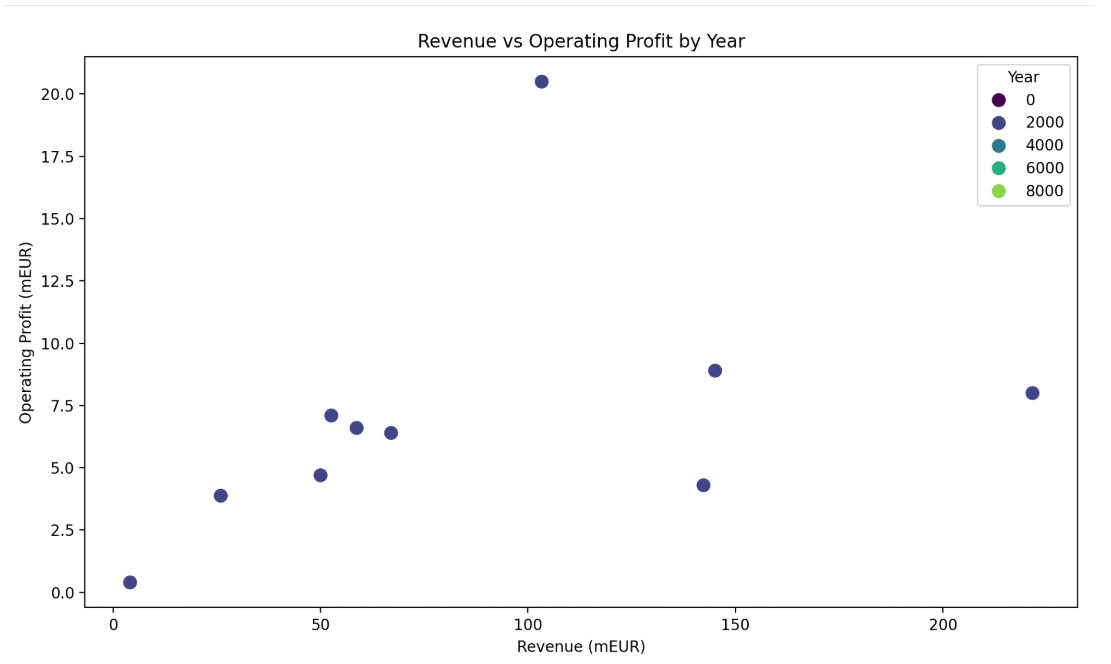 Revenue vs Operating Profit by Year
Year
0
2000
4000
6000
8000
Operating Profit (mEUR)
20.0
17.5
15.0
12.5
10.0
7.5
5.0
2.5
0.0
0 50 100 150 200
Revenue (mEUR)